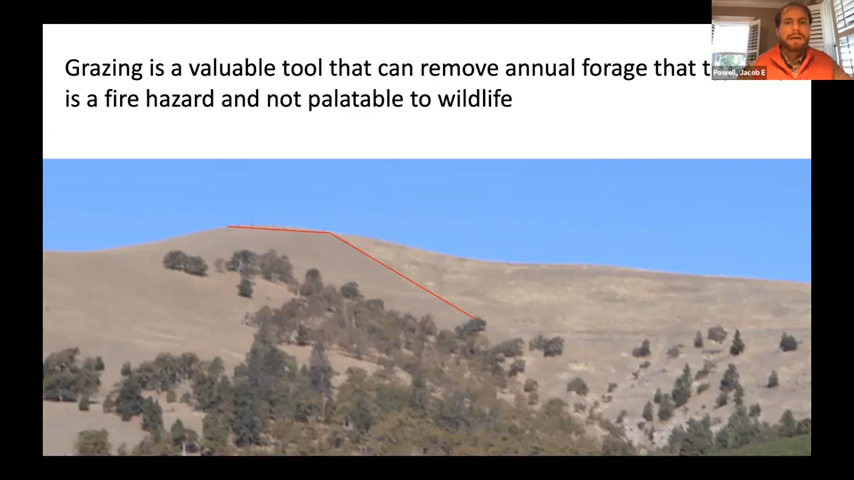 Grazing is a valuable tool that can remove annual forage that
is a fire hazard and not palatable to wildlife
Powell, Jacob E